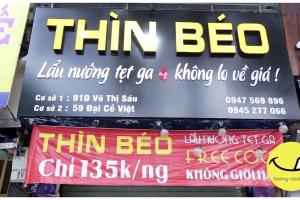 THÌN BÉO
Lẩu nướng tẹt ga không lo về giá !
Cơ sở 1 : 91D Võ Thị Sáu
Cơ sở 2 : 59 Đại Cồ Việt
0947 569 896
0945 277 066
THÌN BÉO
Chỉ 135k/ng
LẨU NƯỚNG TẸT GA
FREE
KHÔNG GIỚI